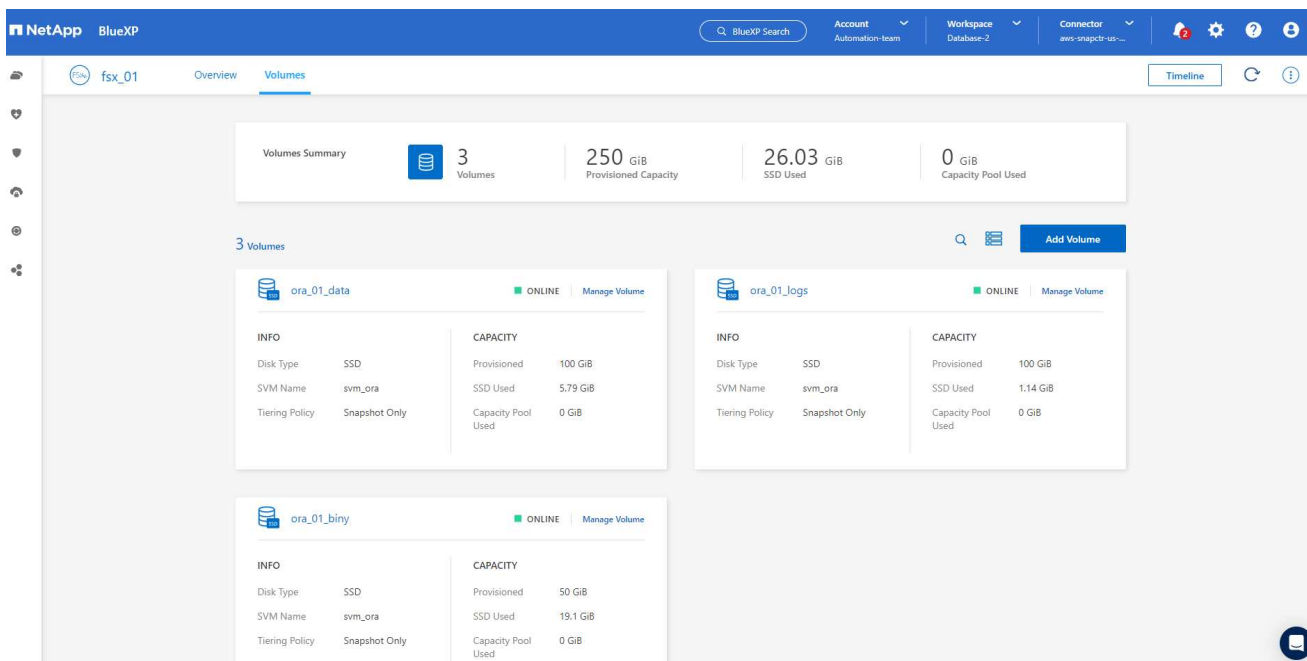 NetApp BlueXP BlueXP Search Account Workspace Connector
Automation-team Database-2 aws-snapctr-us-... 2
FSxN fsx_01 Overview Volumes Timeline
Volumes Summary 3 250 GiB 26.03 GiB 0 GiB
Volumes Provisioned Capacity SSD Used Capacity Pool Used
3 Volumes Add Volume
ora_01_data ONLINE Manage Volume
INFO CAPACITY
Disk Type SSD Provisioned 100 GiB
SVM Name svm_ora SSD Used 5.79 GiB
Tiering Policy Snapshot Only Capacity Pool Used 0 GiB
ora_01_logs ONLINE Manage Volume
INFO CAPACITY
Disk Type SSD Provisioned 100 GiB
SVM Name svm_ora SSD Used 1.14 GiB
Tiering Policy Snapshot Only Capacity Pool Used 0 GiB
ora_01_biny ONLINE Manage Volume
INFO CAPACITY
Disk Type SSD Provisioned 50 GiB
SVM Name svm_ora SSD Used 19.1 GiB
Tiering Policy Snapshot Only Capacity Pool Used 0 GiB